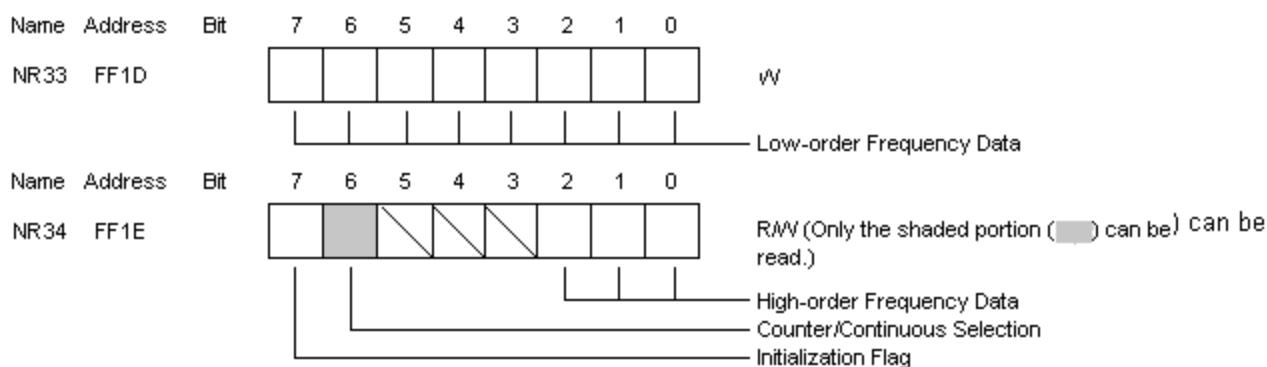 Name Address Bit 7 6 5 4 3 2 1 0
NR33 FF1D W
Low-order Frequency Data
Name Address Bit 7 6 5 4 3 2 1 0
NR34 FF1E R/W (Only the shaded portion ( ) can be) can be
read.)
High-order Frequency Data
Counter/Continuous Selection
Initialization Flag